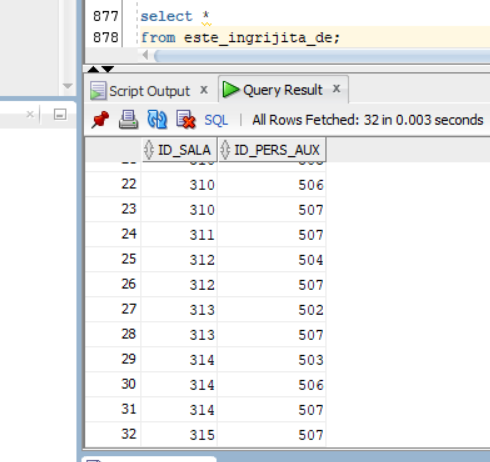 877 select *
878 from este_ingrijita_de;
Script Output x Query Result x
SQL | All Rows Fetched: 32 in 0.003 seconds
ID_SALA ID_PERS_AUX
22 310 506
23 310 507
24 311 507
25 312 504
26 312 507
27 313 502
28 313 507
29 314 503
30 314 506
31 314 507
32 315 507